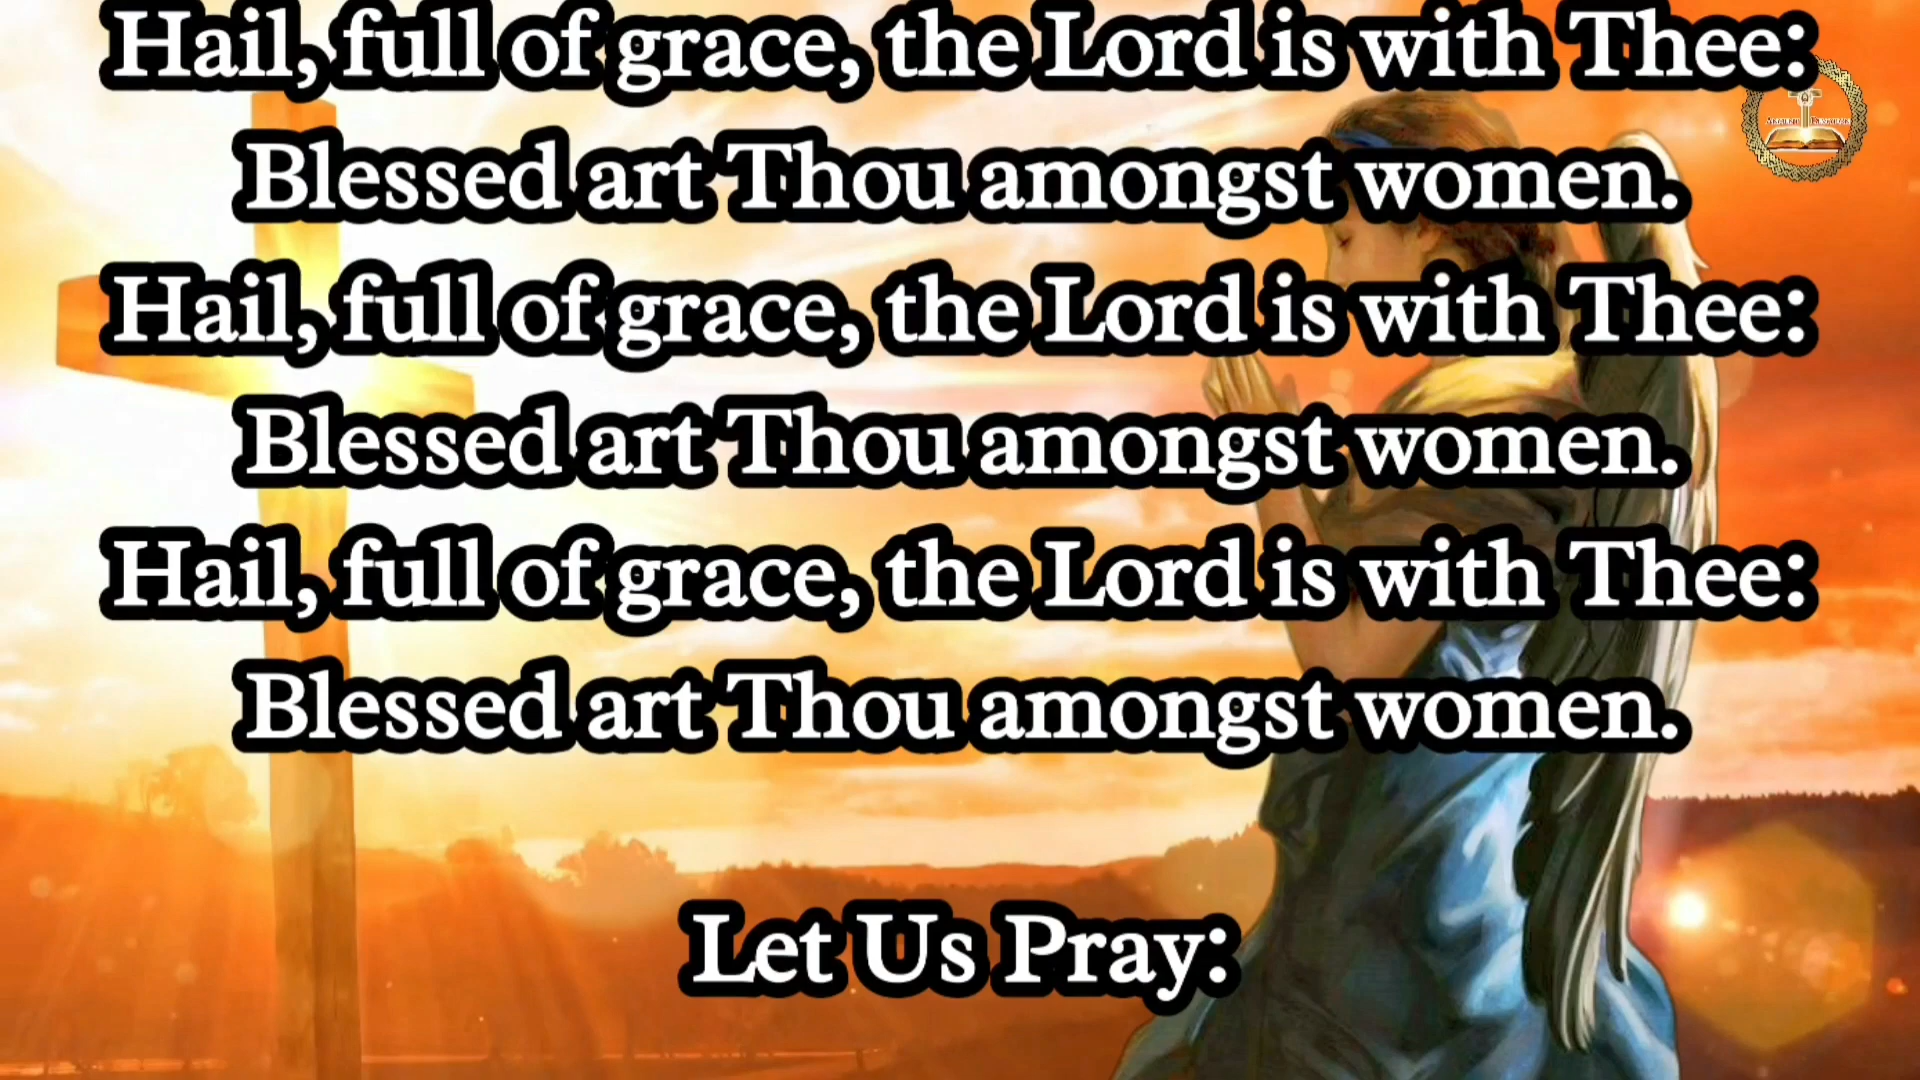 Hail, full of grace, the Lord is with Thee:
Blessed art Thou amongst women.
Hail, full of grace, the Lord is with Thee:
Blessed art Thou amongst women.
Hail, full of grace, the Lord is with Thee:
Blessed art Thou amongst women.
Let Us Pray: